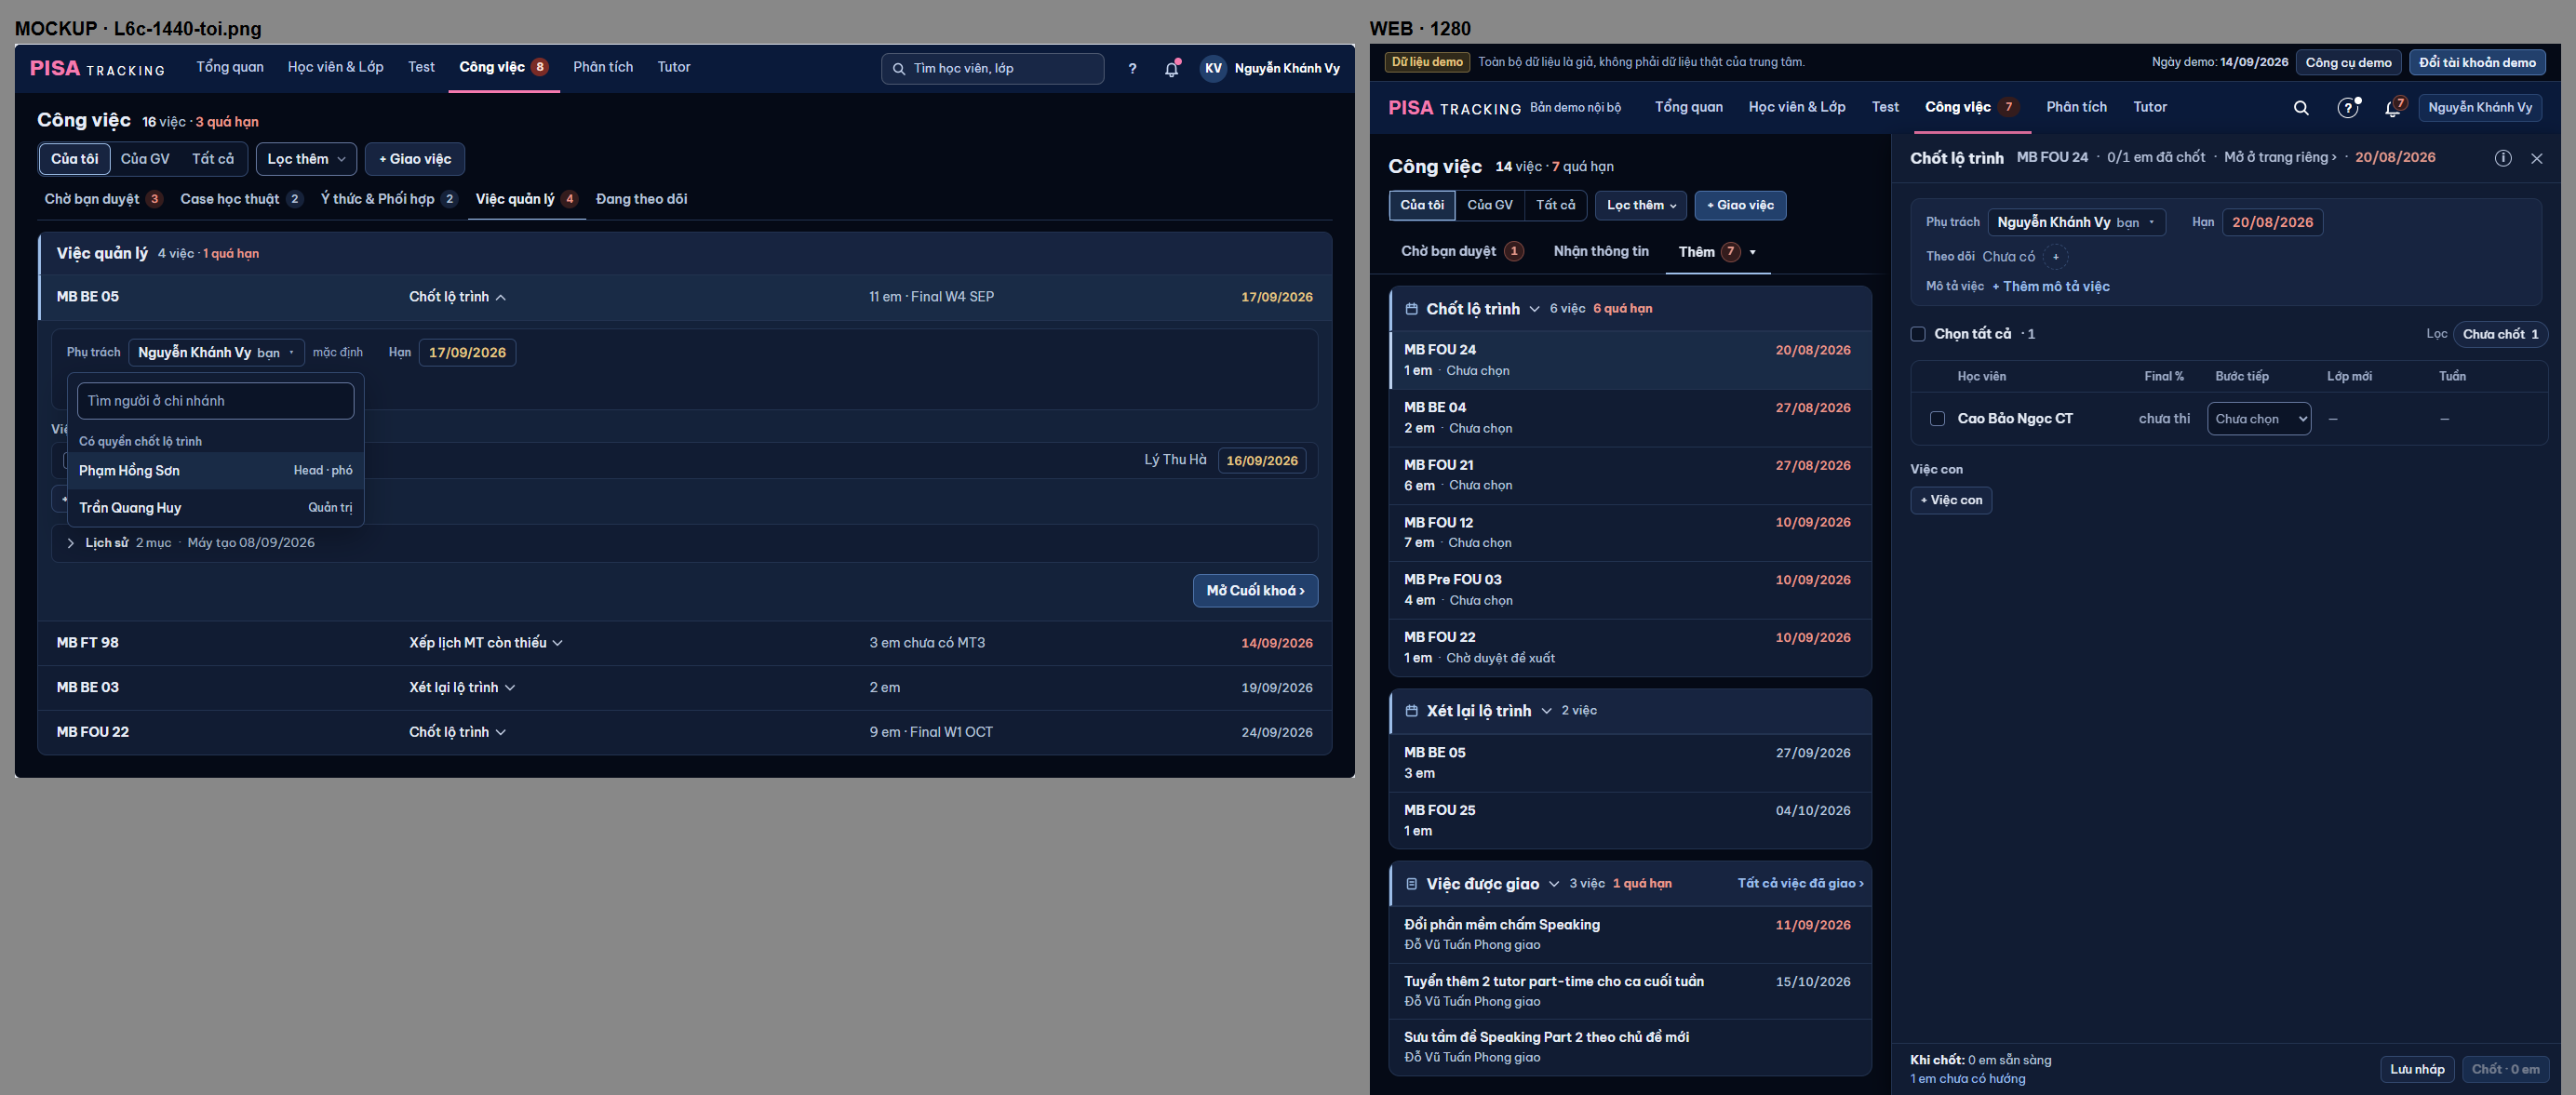 MOCKUP · L6c-1440-toi.png
PISA TRACKING Tổng quan Học viên & Lớp Test Công việc 8 Phân tích Tutor Tìm học viên, lớp ? KV Nguyễn Khánh Vy
Công việc 16 việc · 3 quá hạn
Của tôi Của GV Tất cả Lọc thêm + Giao việc
Chờ bạn duyệt 3 Case học thuật 2 Ý thức & Phối hợp 2 Việc quản lý 4 Đang theo dõi
Việc quản lý 4 việc · 1 quá hạn
MB BE 05 Chốt lộ trình 11 em · Final W4 SEP 17/09/2026
Phụ trách Nguyễn Khánh Vy bạn mặc định Hạn 17/09/2026
Tìm người ở chi nhánh
Có quyền chốt lộ trình
Phạm Hồng Sơn Head · phó
Trần Quang Huy Quản trị
Lý Thu Hà 16/09/2026
Lịch sử 2 mục · Máy tạo 08/09/2026
Mở Cuối khoá ›
MB FT 98 Xếp lịch MT còn thiếu 3 em chưa có MT3 14/09/2026
MB BE 03 Xét lại lộ trình 2 em 19/09/2026
MB FOU 22 Chốt lộ trình 9 em · Final W1 OCT 24/09/2026
WEB · 1280
Dữ liệu demo Toàn bộ dữ liệu là giả, không phải dữ liệu thật của trung tâm. Ngày demo: 14/09/2026 Công cụ demo Đổi tài khoản demo
PISA TRACKING Bản demo nội bộ Tổng quan Học viên & Lớp Test Công việc 7 Phân tích Tutor ? 7 Nguyễn Khánh Vy
Công việc 14 việc · 7 quá hạn
Của tôi Của GV Tất cả Lọc thêm + Giao việc
Chờ bạn duyệt 1 Nhận thông tin Thêm 7
Chốt lộ trình 6 việc 6 quá hạn
MB FOU 24 20/08/2026
1 em · Chưa chọn
MB BE 04 27/08/2026
2 em · Chưa chọn
MB FOU 21 27/08/2026
6 em · Chưa chọn
MB FOU 12 10/09/2026
7 em · Chưa chọn
MB Pre FOU 03 10/09/2026
4 em · Chưa chọn
MB FOU 22 10/09/2026
1 em · Chờ duyệt đề xuất
Xét lại lộ trình 2 việc
MB BE 05 27/09/2026
3 em
MB FOU 25 04/10/2026
1 em
Việc được giao 3 việc 1 quá hạn Tất cả việc đã giao ›
Đổi phần mềm chấm Speaking 11/09/2026
Đỗ Vũ Tuấn Phong giao
Tuyển thêm 2 tutor part-time cho ca cuối tuần 15/10/2026
Đỗ Vũ Tuấn Phong giao
Sưu tầm đề Speaking Part 2 theo chủ đề mới
Đỗ Vũ Tuấn Phong giao
Chốt lộ trình MB FOU 24 · 0/1 em đã chốt · Mở ở trang riêng › · 20/08/2026
Phụ trách Nguyễn Khánh Vy bạn Hạn 20/08/2026
Theo dõi Chưa có +
Mô tả việc + Thêm mô tả việc
Chọn tất cả · 1 Lọc Chưa chốt 1
Học viên Final % Bước tiếp Lớp mới Tuần
Cao Bảo Ngọc CT chưa thi Chưa chọn – –
Việc con
+ Việc con
Khi chốt: 0 em sẵn sàng
1 em chưa có hướng
Lưu nháp Chốt · 0 em